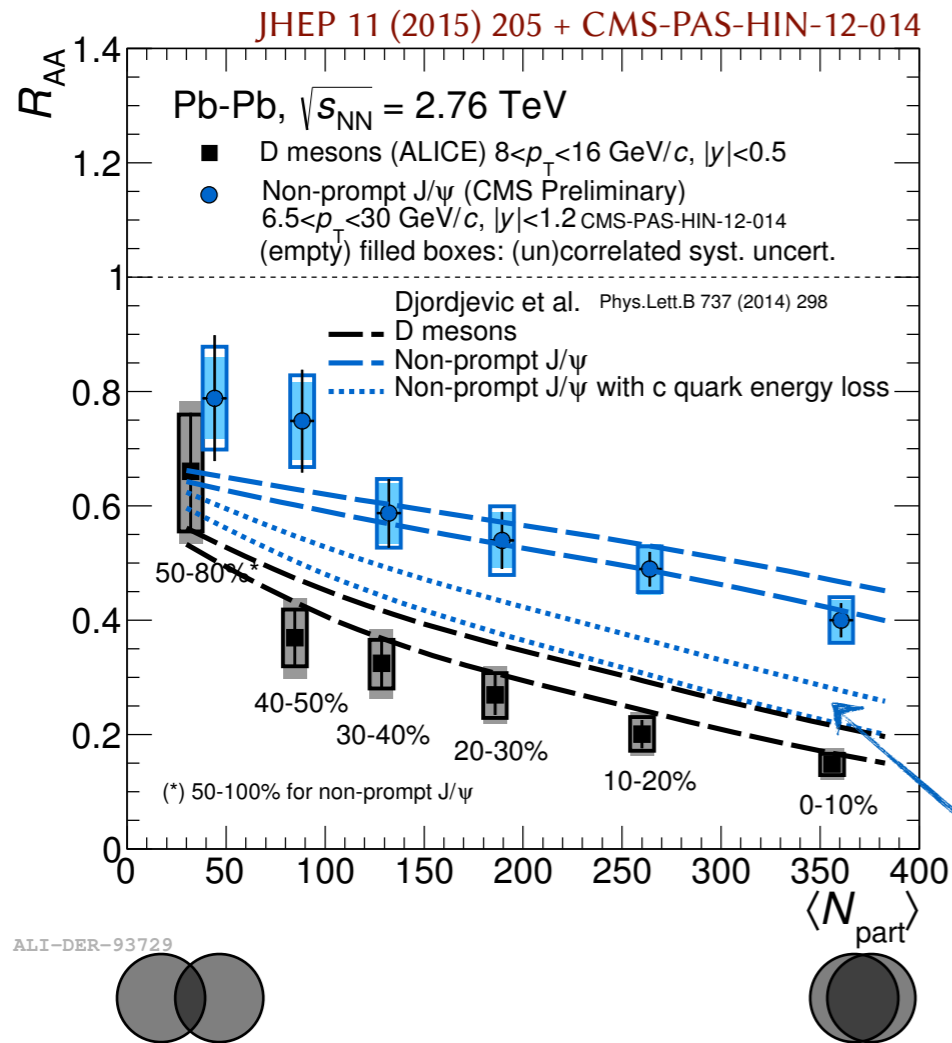 JHEP 11 (2015) 205 + CMS-PAS-HIN-12-014
R_AA
1.4
1.2
1
0.8
0.6
0.4
0.2
0
Pb-Pb, √s_NN = 2.76 TeV
D mesons (ALICE) 8<p_T<16 GeV/c, |y|<0.5
Non-prompt J/ψ (CMS Preliminary)
6.5<p_T<30 GeV/c, |y|<1.2 CMS-PAS-HIN-12-014
(empty) filled boxes: (un)correlated syst. uncert.
Djordjevic et al. Phys.Lett.B 737 (2014) 298
D mesons
Non-prompt J/ψ
Non-prompt J/ψ with c quark energy loss
50-80%*
40-50%
30-40%
20-30%
10-20%
0-10%
(*) 50-100% for non-prompt J/ψ
0 50 100 150 200 250 300 350 400
⟨N_part⟩
ALI-DER-93729